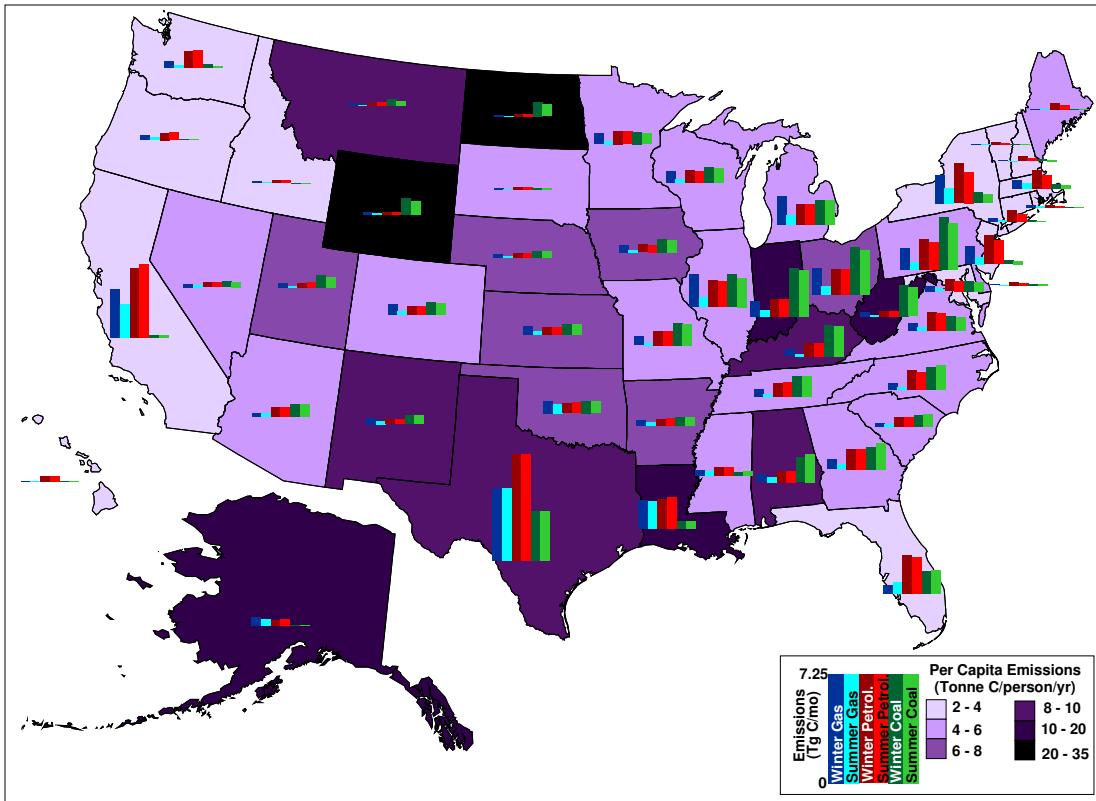 7.25
0
Emissions
(Tg C/mo)
Winter Gas
Summer Gas
Winter Petrol.
Summer Petrol.
Winter Coal
Summer Coal
Per Capita Emissions
(Tonne C/person/yr)
2 - 4
4 - 6
6 - 8
8 - 10
10 - 20
20 - 35